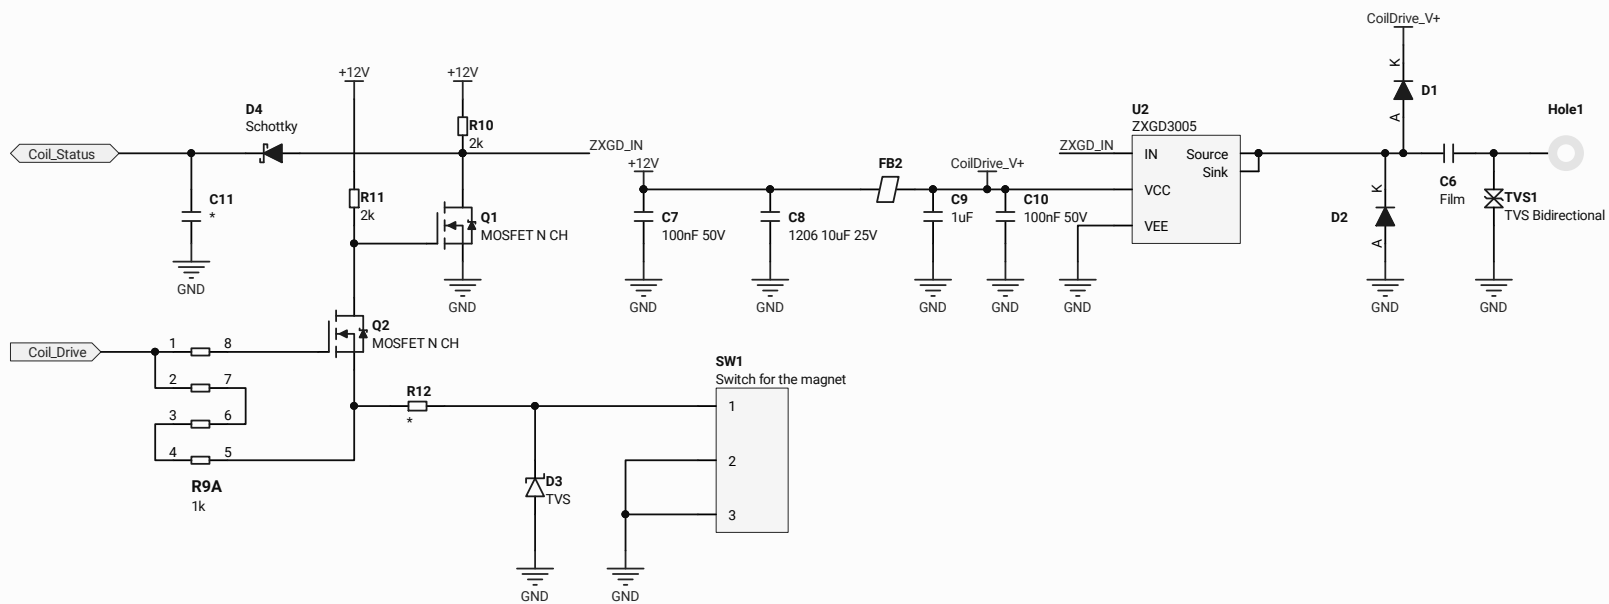 CoilDrive_V+
+12V
+12V
K
D1
A
D4
Schottky
R10
2k
ZXGD_IN
Coil_Status
U2
ZXGD3005
Hole1
ZXGD_IN
IN
Source
Sink
VCC
VEE
+12V
FB2
CoilDrive_V+
C11
*
R11
2k
Q1
MOSFET N CH
C7
100nF 50V
C8
1206 10uF 25V
C9
1uF
C10
100nF 50V
K
D2
A
C6
Film
TVS1
TVS Bidirectional
GND
GND
GND
GND
GND
GND
GND
GND
GND
Q2
MOSFET N CH
Coil_Drive
1
8
2
7
3
6
4
5
R9A
1k
R12
*
SW1
Switch for the magnet
1
2
3
D3
TVS
GND
GND